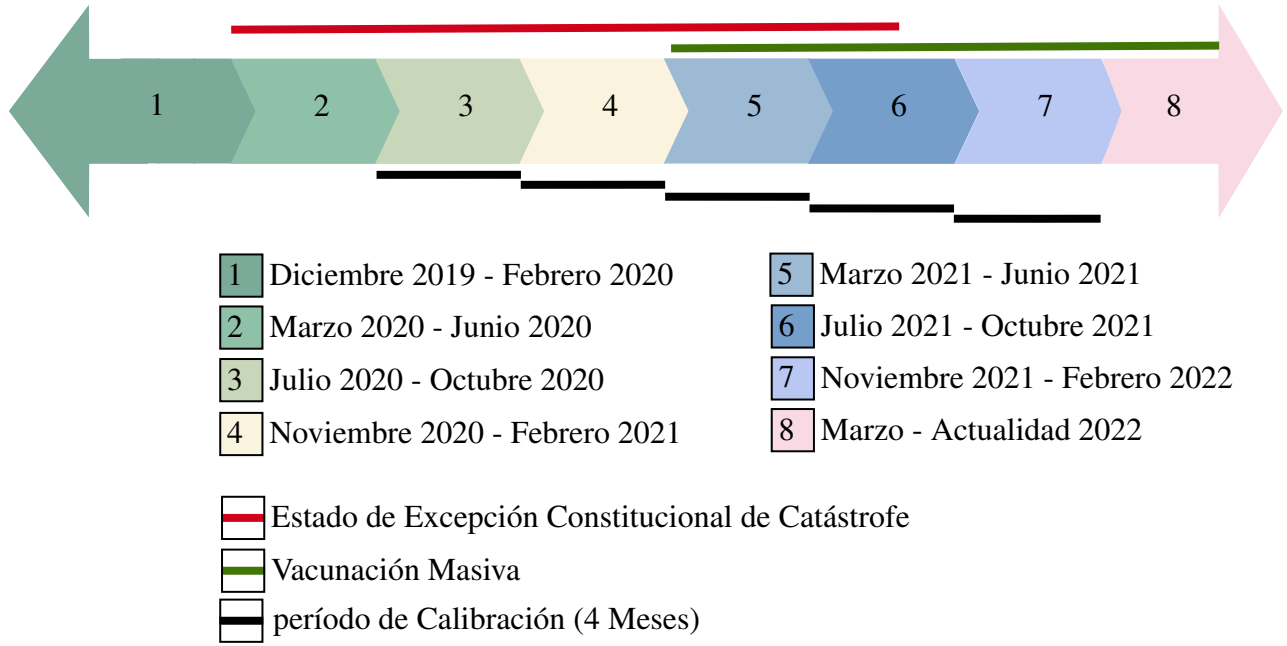 1 2 3 4 5 6 7 8
1 Diciembre 2019 - Febrero 2020
2 Marzo 2020 - Junio 2020
3 Julio 2020 - Octubre 2020
4 Noviembre 2020 - Febrero 2021
5 Marzo 2021 - Junio 2021
6 Julio 2021 - Octubre 2021
7 Noviembre 2021 - Febrero 2022
8 Marzo - Actualidad 2022
Estado de Excepción Constitucional de Catástrofe
Vacunación Masiva
período de Calibración (4 Meses)